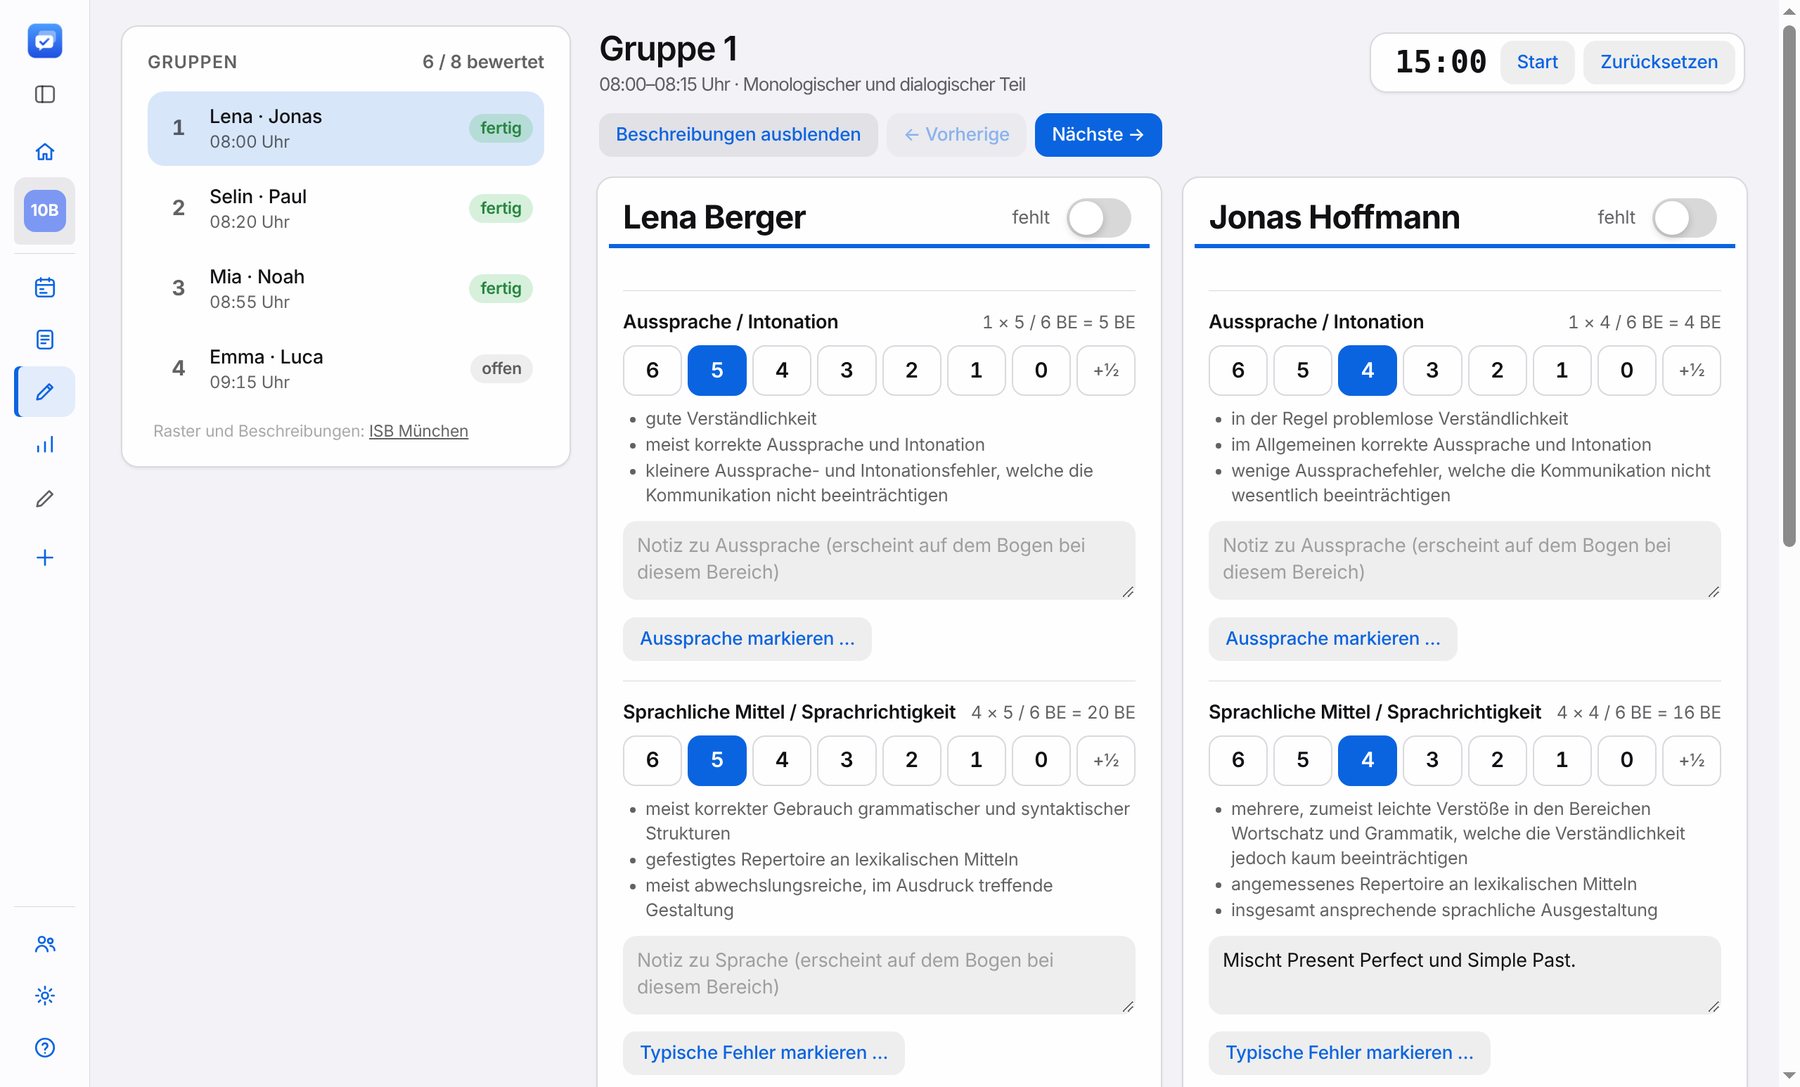 10B
GRUPPEN
6 / 8 bewertet
1
Lena · Jonas
08:00 Uhr
fertig
2
Selin · Paul
08:20 Uhr
fertig
3
Mia · Noah
08:55 Uhr
fertig
4
Emma · Luca
09:15 Uhr
offen
Raster und Beschreibungen: ISB München
Gruppe 1
08:00–08:15 Uhr · Monologischer und dialogischer Teil
15:00 Start Zurücksetzen
Beschreibungen ausblenden ← Vorherige Nächste →
Lena Berger fehlt
Aussprache / Intonation 1 × 5 / 6 BE = 5 BE
6 5 4 3 2 1 0 +½
• gute Verständlichkeit
• meist korrekte Aussprache und Intonation
• kleinere Aussprache- und Intonationsfehler, welche die
Kommunikation nicht beeinträchtigen
Notiz zu Aussprache (erscheint auf dem Bogen bei
diesem Bereich)
Aussprache markieren ...
Sprachliche Mittel / Sprachrichtigkeit 4 × 5 / 6 BE = 20 BE
6 5 4 3 2 1 0 +½
• meist korrekter Gebrauch grammatischer und syntaktischer
Strukturen
• gefestigtes Repertoire an lexikalischen Mitteln
• meist abwechslungsreiche, im Ausdruck treffende
Gestaltung
Notiz zu Sprache (erscheint auf dem Bogen bei
diesem Bereich)
Typische Fehler markieren ...
Jonas Hoffmann fehlt
Aussprache / Intonation 1 × 4 / 6 BE = 4 BE
6 5 4 3 2 1 0 +½
• in der Regel problemlose Verständlichkeit
• im Allgemeinen korrekte Aussprache und Intonation
• wenige Aussprachefehler, welche die Kommunikation nicht
wesentlich beeinträchtigen
Notiz zu Aussprache (erscheint auf dem Bogen bei
diesem Bereich)
Aussprache markieren ...
Sprachliche Mittel / Sprachrichtigkeit 4 × 4 / 6 BE = 16 BE
6 5 4 3 2 1 0 +½
• mehrere, zumeist leichte Verstöße in den Bereichen
Wortschatz und Grammatik, welche die Verständlichkeit
jedoch kaum beeinträchtigen
• angemessenes Repertoire an lexikalischen Mitteln
• insgesamt ansprechende sprachliche Ausgestaltung
Mischt Present Perfect und Simple Past.
Typische Fehler markieren ...